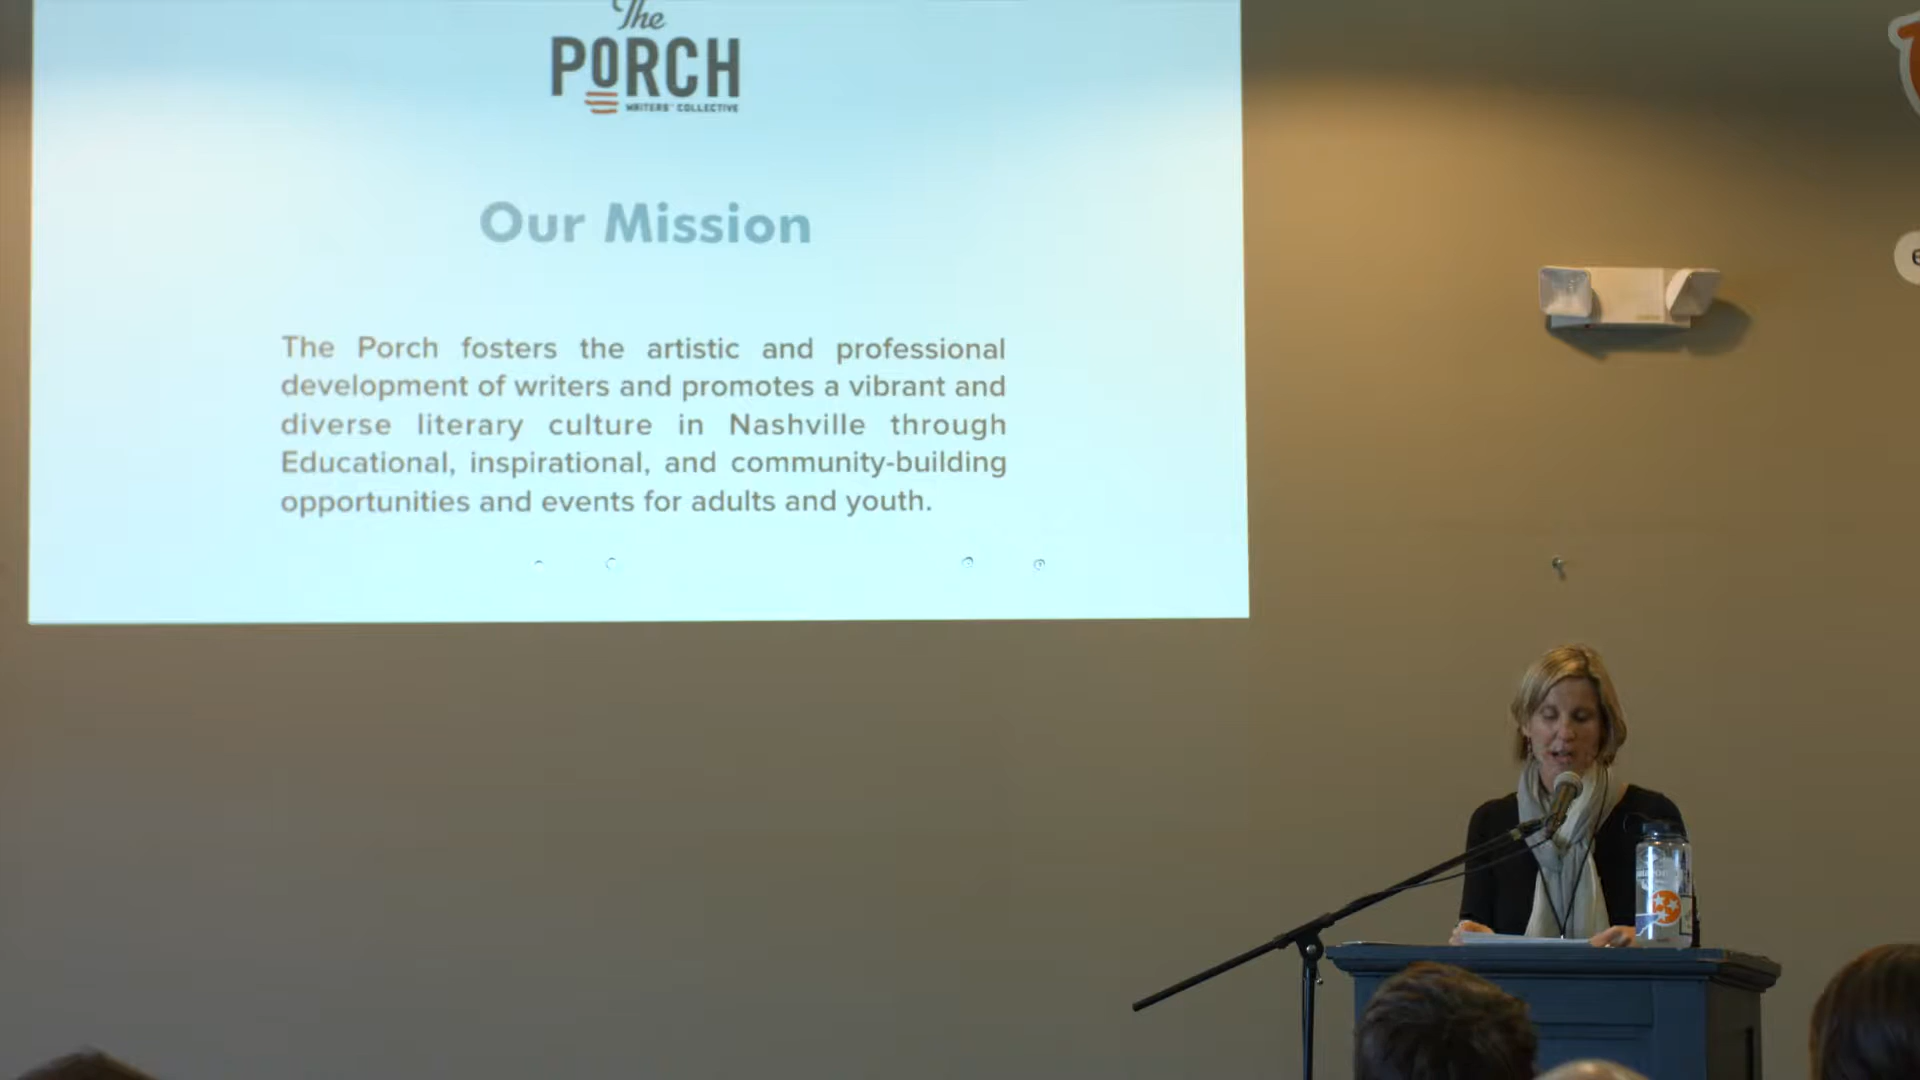 The
PORCH
WRITERS' COLLECTIVE
Our Mission
The Porch fosters the artistic and professional
development of writers and promotes a vibrant and
diverse literary culture in Nashville through
Educational, inspirational, and community-building
opportunities and events for adults and youth.